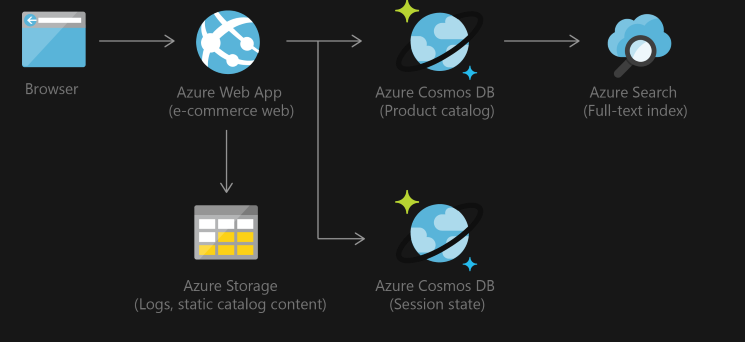 Browser
Azure Web App
(e-commerce web)
Azure Cosmos DB
(Product catalog)
Azure Search
(Full-text index)
Azure Storage
(Logs, static catalog content)
Azure Cosmos DB
(Session state)